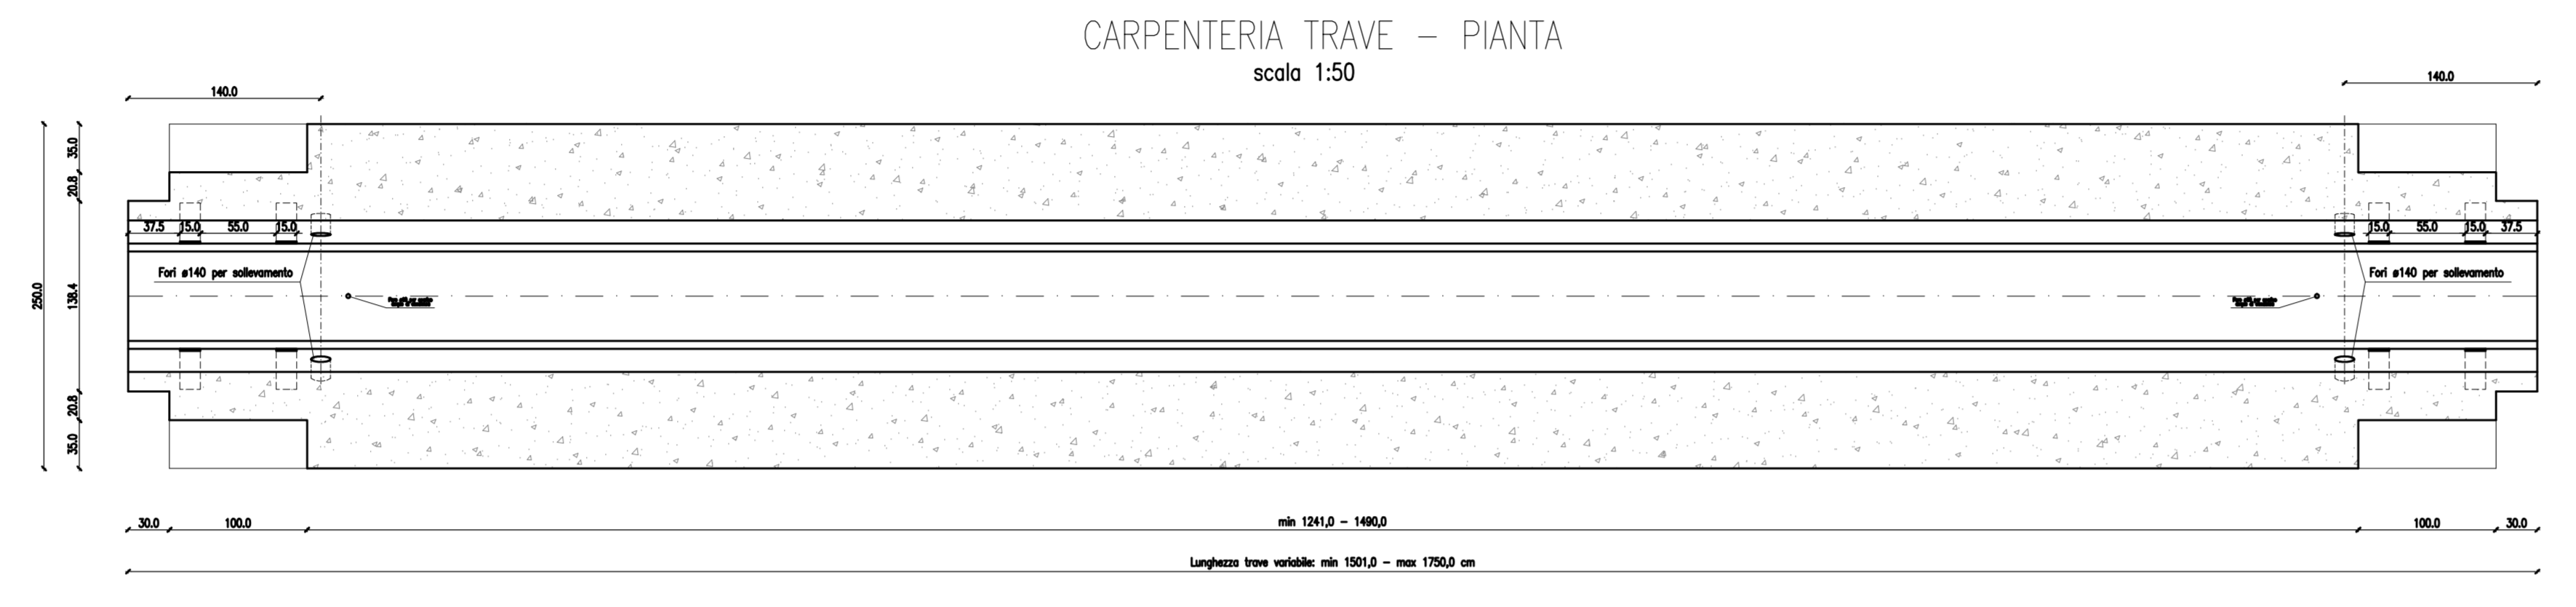 CARPENTERIA TRAVE – PIANTA
scala 1:50
140.0
140.0
35.0
20.8
138.4
20.8
35.0
250.0
37.5 15.0 55.0 15.0
15.0 55.0 15.0 37.5
Fori ø140 per sollevamento
Fori ø140 per sollevamento
30.0 100.0 min 1241,0 – 1490,0 100.0 30.0
Lunghezza trave variabile: min 1501,0 – max 1750,0 cm